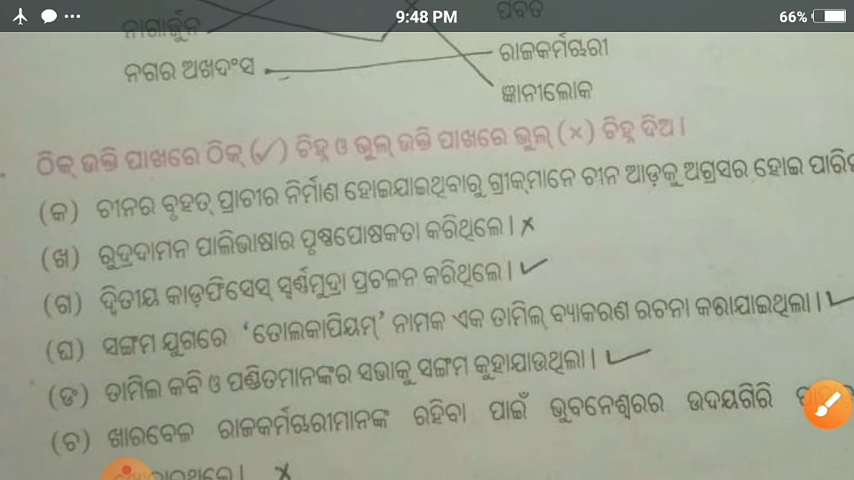 9:48 PM
66%
ନାଗାର୍ଜୁନ
ପର୍ବତ
ନଗର ଅଖଦଂସ
ରାଜକର୍ମଚାରୀ
ଜ୍ଞାନୀଲୋକ
ଠିକ୍ ଉକ୍ତି ପାଖରେ ଠିକ୍ (✓) ଚିହ୍ନ ଓ ଭୁଲ୍ ଉକ୍ତି ପାଖରେ ଭୁଲ୍ (×) ଚିହ୍ନ ଦିଅ।
(କ) ଚୀନର ବୃହତ୍ ପ୍ରାଚୀର ନିର୍ମାଣ ହୋଇଯାଇଥିବାରୁ ଗ୍ରୀକ୍‌ମାନେ ଚୀନ ଆଡ଼କୁ ଅଗ୍ରସର ହୋଇ
(ଖ) ରୁଦ୍ରଦାମନ ପାଲିଭାଷାର ପୃଷ୍ଠପୋଷକତା କରିଥିଲେ। ×
(ଗ) ଦ୍ୱିତୀୟ କାଡ଼ଫିସେସ୍ ସ୍ୱର୍ଣ୍ଣମୁଦ୍ରା ପ୍ରଚଳନ କରିଥିଲେ। ✓
(ଘ) ସଙ୍ଗମ ଯୁଗରେ ‘ତୋଲକାପିୟମ୍’ ନାମକ ଏକ ତାମିଲ୍ ବ୍ୟାକରଣ ରଚନା କରାଯାଇଥିଲା। ✓
(ଙ) ତାମିଲ କବି ଓ ପଣ୍ଡିତମାନଙ୍କର ସଭାକୁ ସଙ୍ଗମ କୁହାଯାଉଥିଲା। ✓
(ଚ) ଖାରବେଳ ରାଜକର୍ମଚାରୀମାନଙ୍କ ରହିବା ପାଇଁ ଭୁବନେଶ୍ୱରର ଉଦୟଗିରି
×